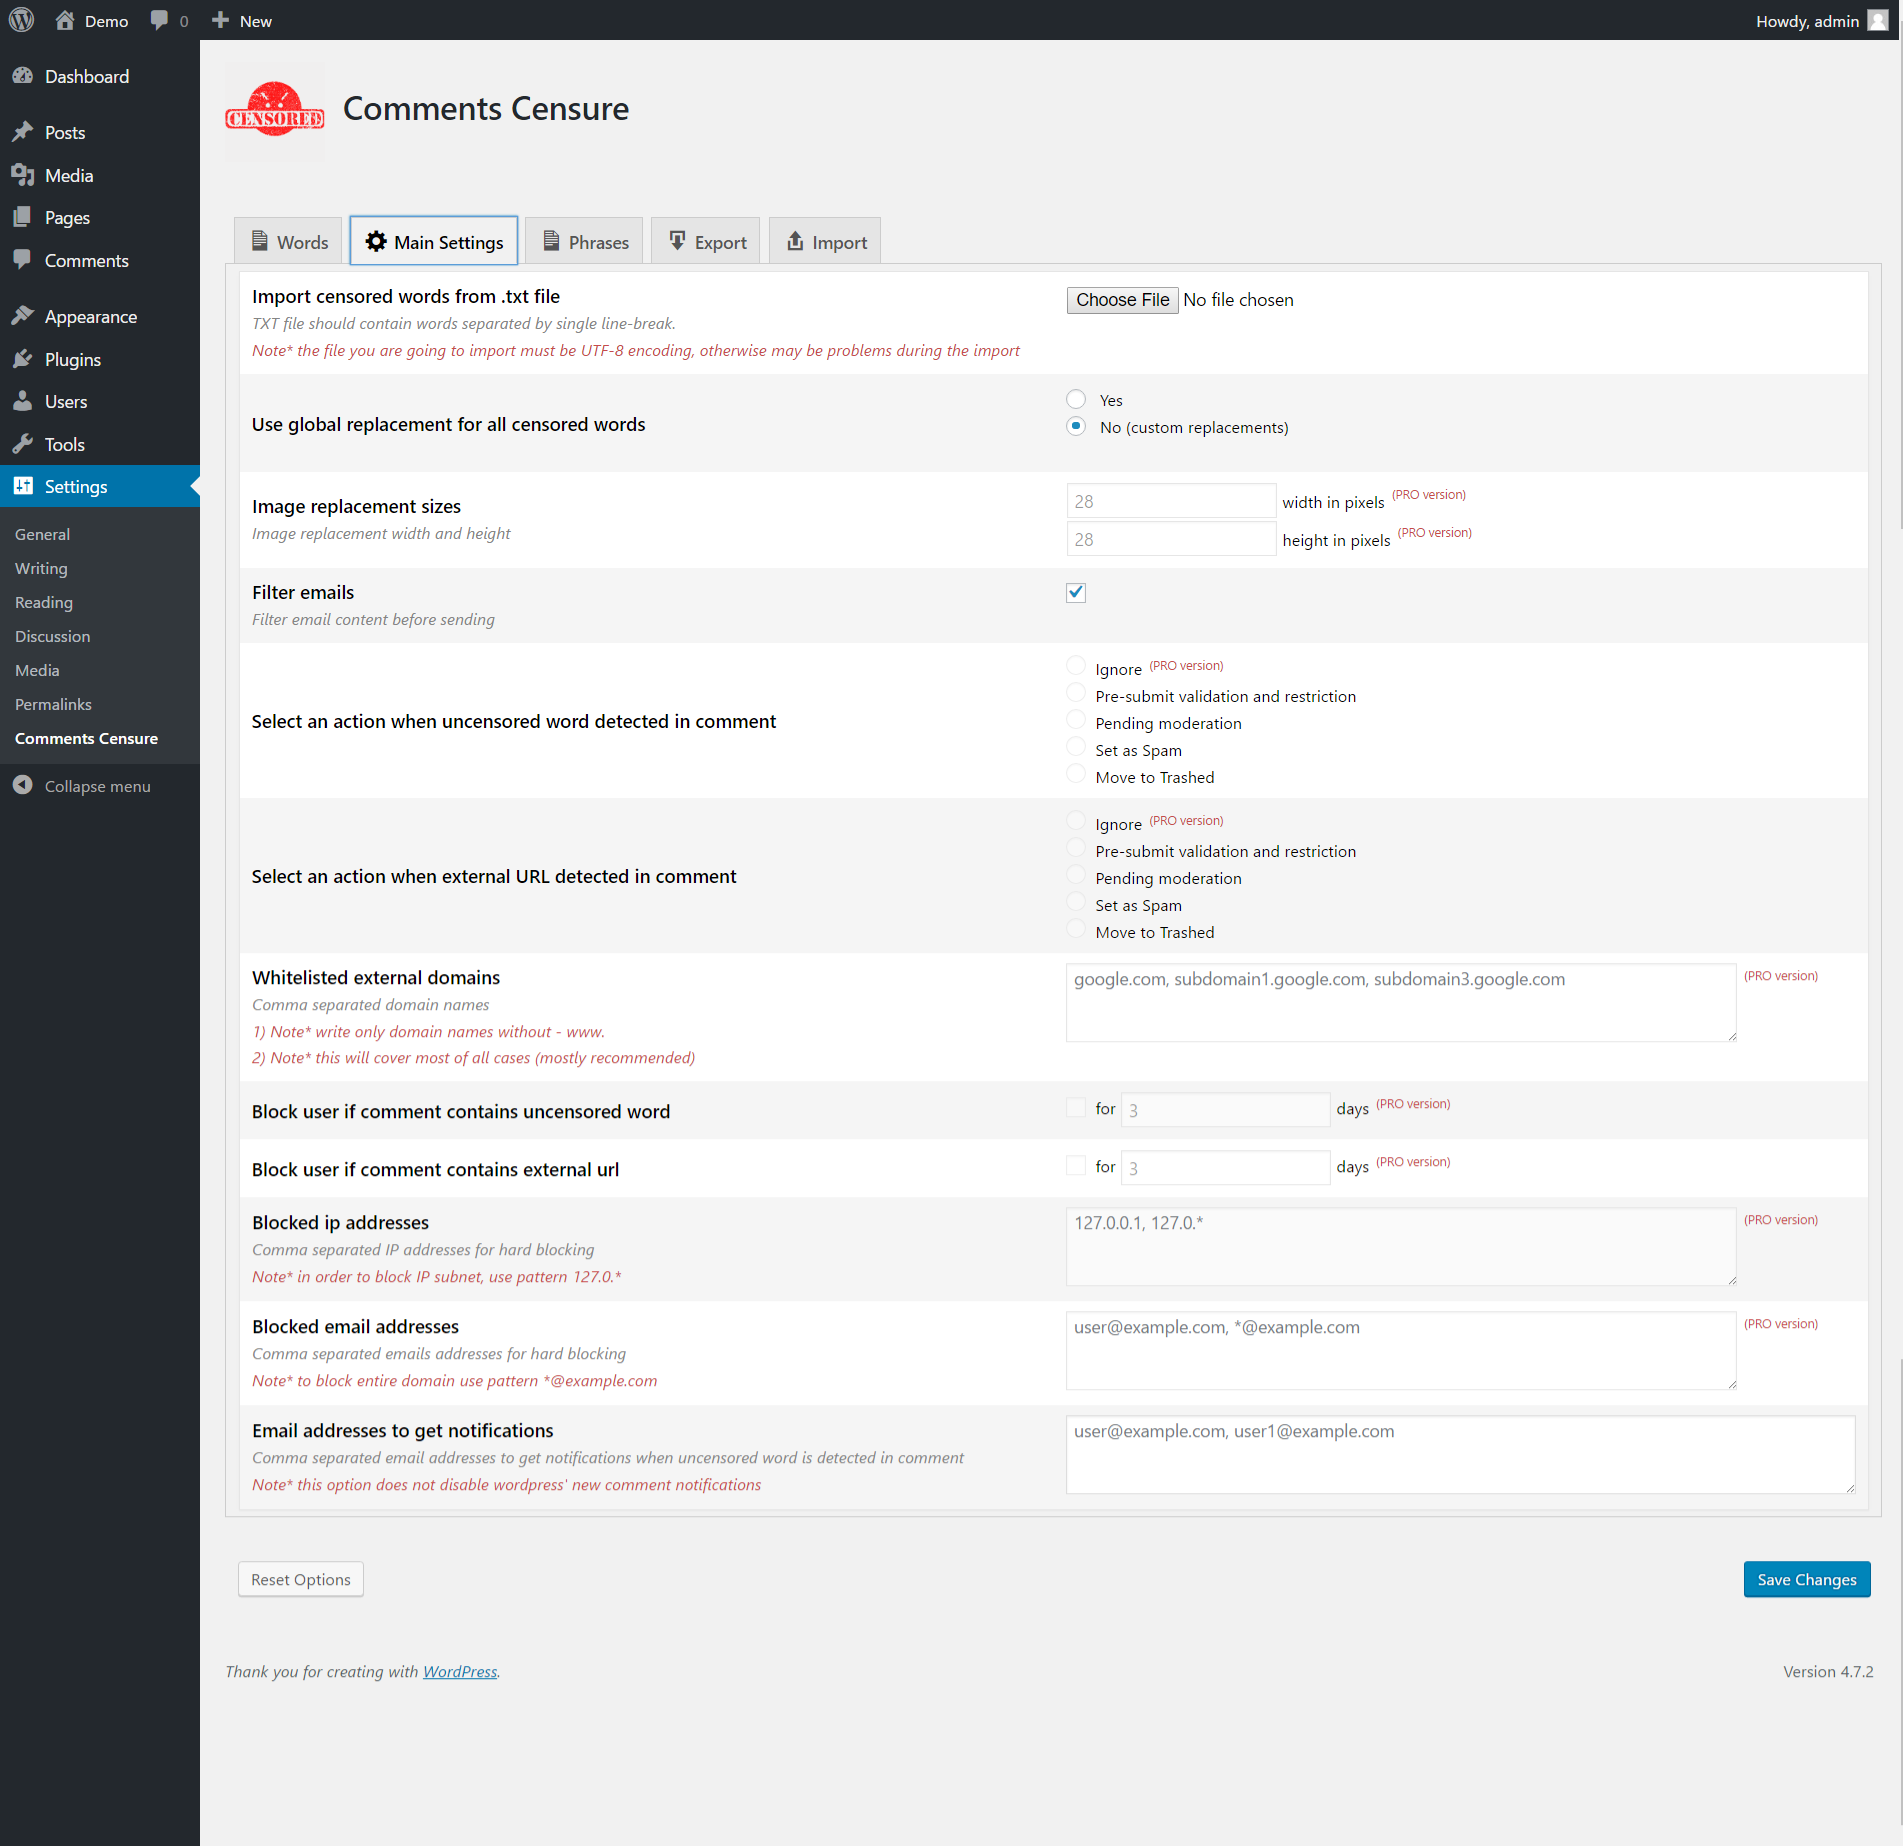 Demo 0 New Howdy, admin
Dashboard
Posts
Media
Pages
Comments
Appearance
Plugins
Users
Tools
Settings
General
Writing
Reading
Discussion
Media
Permalinks
Comments Censure
Collapse menu
CENSORED
Comments Censure
Words Main Settings Phrases Export Import
Import censored words from .txt file
TXT file should contain words separated by single line-break.
Note* the file you are going to import must be UTF-8 encoding, otherwise may be problems during the import
Choose File No file chosen
Use global replacement for all censored words
Yes
No (custom replacements)
Image replacement sizes
Image replacement width and height
28 width in pixels (PRO version)
28 height in pixels (PRO version)
Filter emails
Filter email content before sending
Select an action when uncensored word detected in comment
Ignore (PRO version)
Pre-submit validation and restriction
Pending moderation
Set as Spam
Move to Trashed
Select an action when external URL detected in comment
Ignore (PRO version)
Pre-submit validation and restriction
Pending moderation
Set as Spam
Move to Trashed
Whitelisted external domains
Comma separated domain names
1) Note* write only domain names without - www.
2) Note* this will cover most of all cases (mostly recommended)
google.com, subdomain1.google.com, subdomain3.google.com (PRO version)
Block user if comment contains uncensored word
for 3 days (PRO version)
Block user if comment contains external url
for 3 days (PRO version)
Blocked ip addresses
Comma separated IP addresses for hard blocking
Note* in order to block IP subnet, use pattern 127.0.*
127.0.0.1, 127.0.* (PRO version)
Blocked email addresses
Comma separated emails addresses for hard blocking
Note* to block entire domain use pattern *@example.com
user@example.com, *@example.com (PRO version)
Email addresses to get notifications
Comma separated email addresses to get notifications when uncensored word is detected in comment
Note* this option does not disable wordpress' new comment notifications
user@example.com, user1@example.com
Reset Options Save Changes
Thank you for creating with WordPress. Version 4.7.2